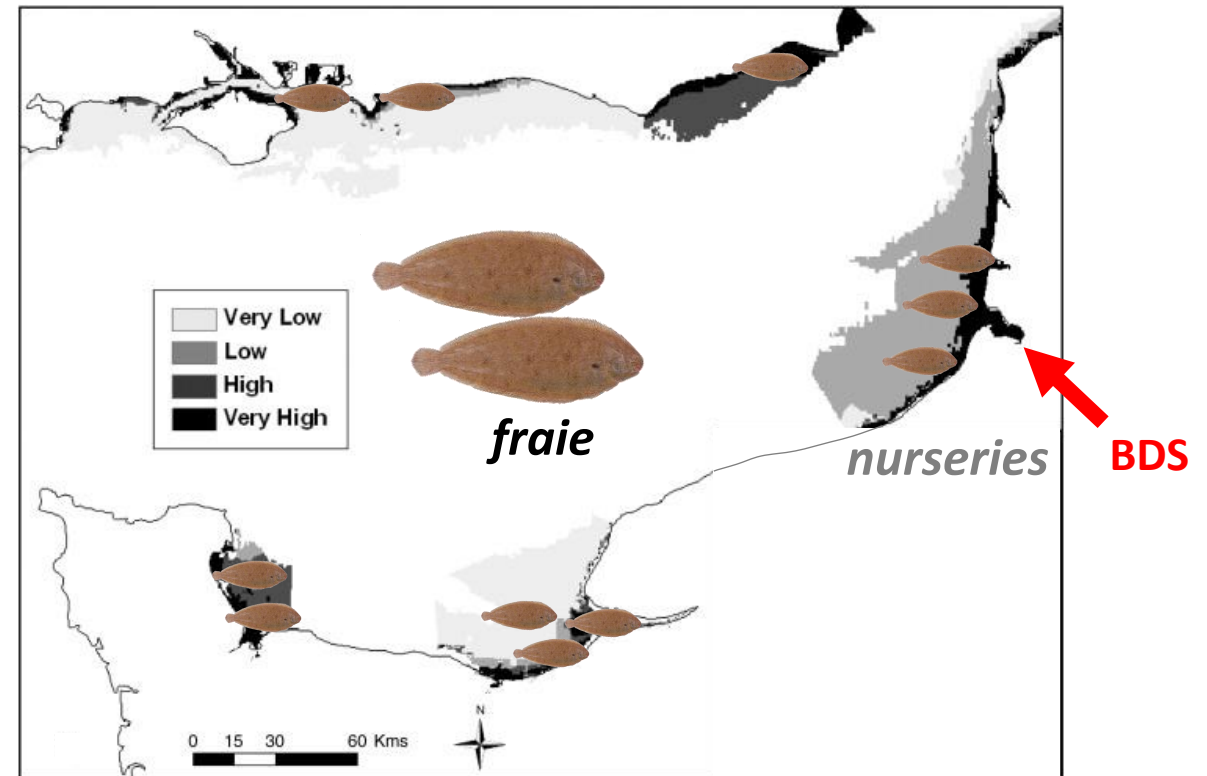 Very Low
Low
High
Very High
fraie
nurseries
BDS
N
0 15 30 60 Kms